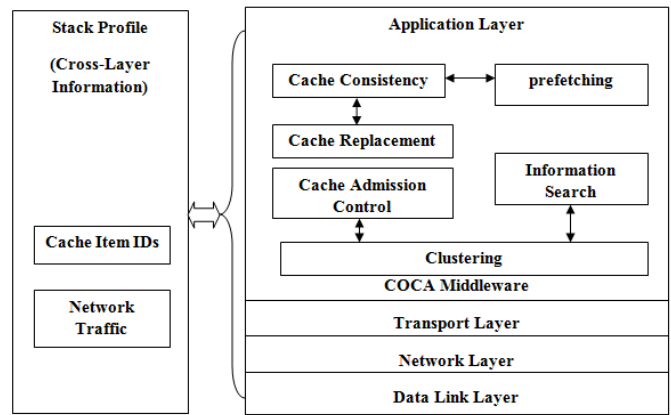 Stack Profile
(Cross-Layer
Information)
Cache Item IDs
Network
Traffic
Application Layer
Cache Consistency
prefetching
Cache Replacement
Cache Admission
Control
Information
Search
Clustering
COCA Middleware
Transport Layer
Network Layer
Data Link Layer